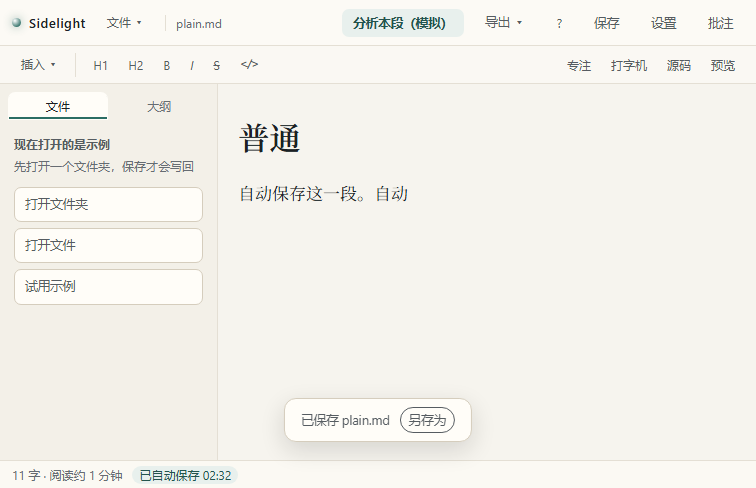 Sidelight 文件 plain.md 分析本段（模拟） 导出 ? 保存 设置 批注
插入 H1 H2 B I S </> 专注 打字机 源码 预览
文件 大纲
现在打开的是示例
先打开一个文件夹，保存才会写回
打开文件夹
打开文件
试用示例
普通
自动保存这一段。自动
已保存 plain.md 另存为
11 字 · 阅读约 1 分钟 已自动保存 02:32